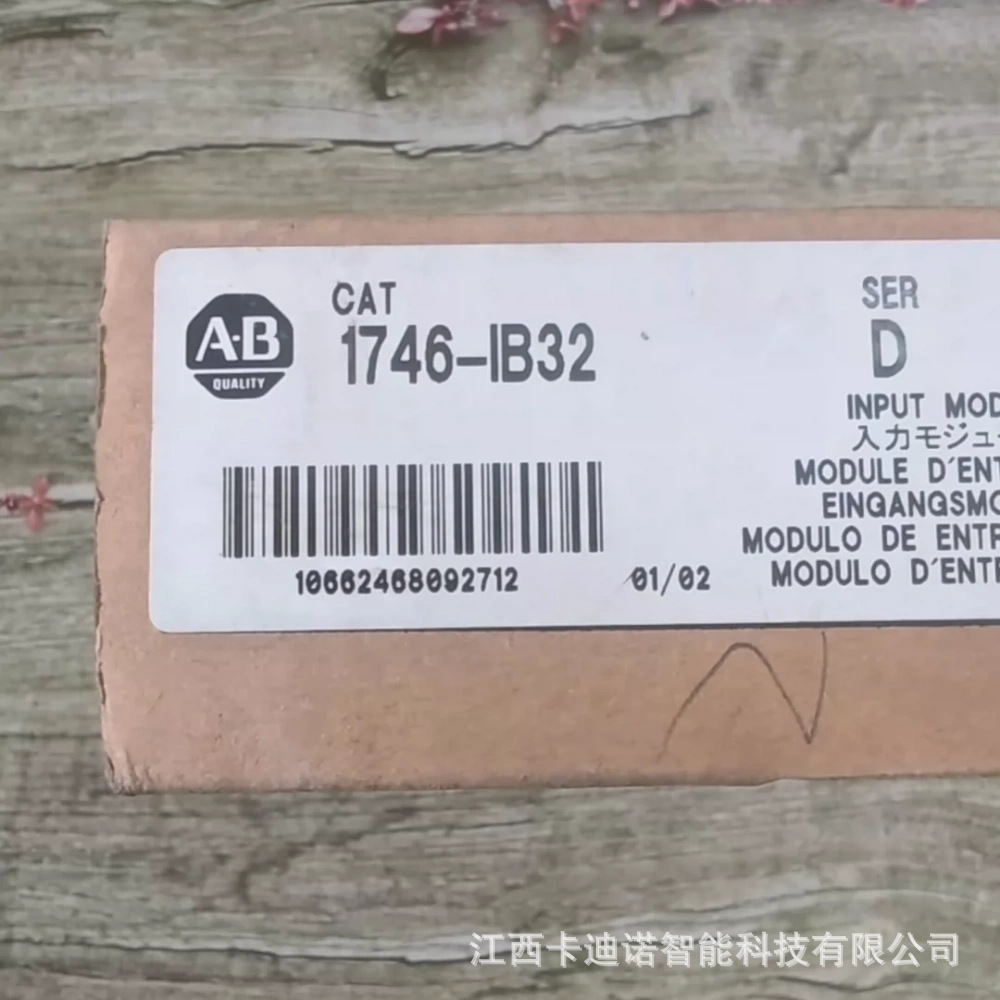 A·B
QUALITY
CAT
1746-IB32
SER
D
INPUT MOD
入力モジュ
MODULE D'ENT
EINGANGSMO
MODULO DE ENTR
MODULO D'ENTE
10662468092712
01/02
江西卡迪诺智能科技有限公司